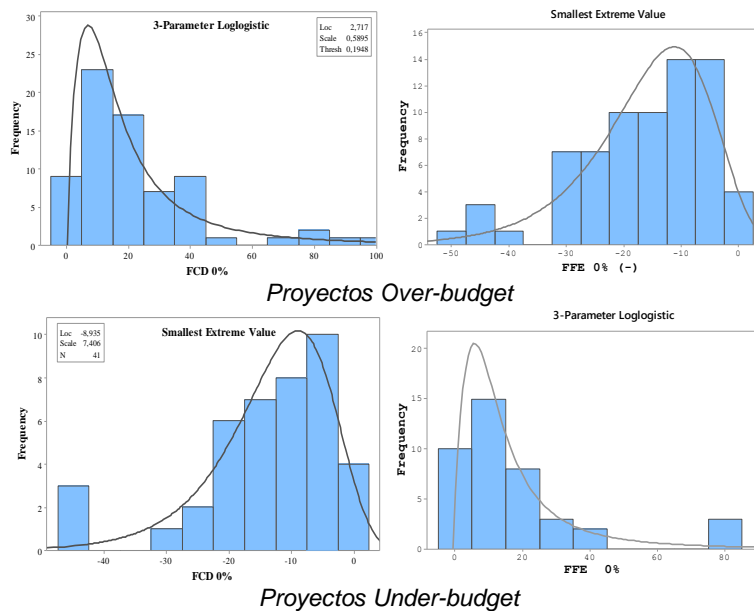 3-Parameter Loglogistic
Loc 2,717
Scale 0,5895
Thresh 0,1948
30
25
20
15
10
5
0
Frequency
0 20 40 60 80 100
FCD 0%
Smallest Extreme Value
16
14
12
10
8
6
4
2
0
Frequency
-50 -40 -30 -20 -10 0
FFE 0% (-)
Proyectos Over-budget
Loc -8,935
Scale 7,406
N 41
Smallest Extreme Value
10
8
6
4
2
0
Frequency
-40 -30 -20 -10 0
FCD 0%
3-Parameter Loglogistic
20
15
10
5
0
Frequency
0 20 40 60 80
FFE 0%
Proyectos Under-budget